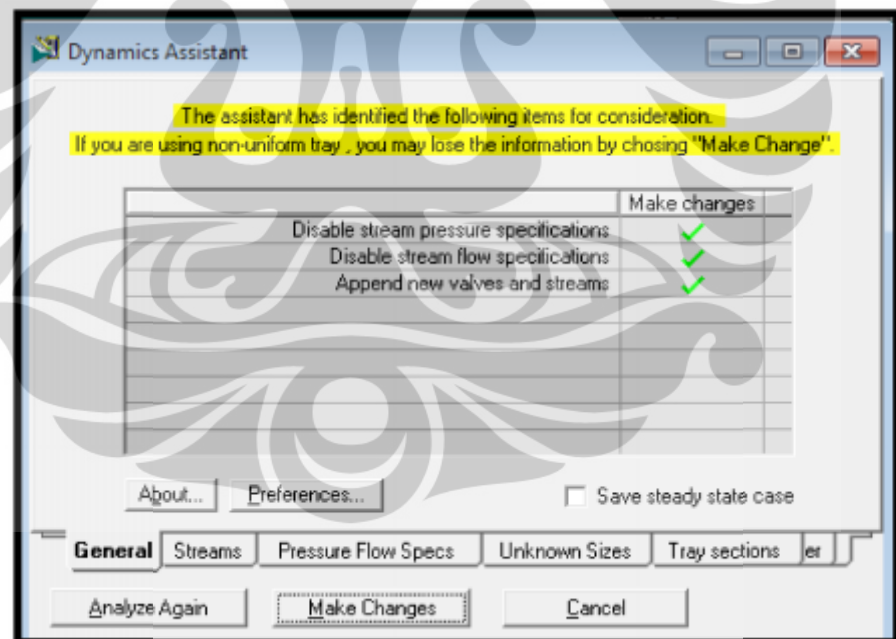 Dynamics Assistant
The assistant has identified the following items for consideration.
If you are using non-uniform tray , you may lose the information by chosing "Make Change".
Make changes
Disable stream pressure specifications
Disable stream flow specifications
Append new valves and streams
About... Preferences... Save steady state case
General Streams Pressure Flow Specs Unknown Sizes Tray sections er
Analyze Again Make Changes Cancel